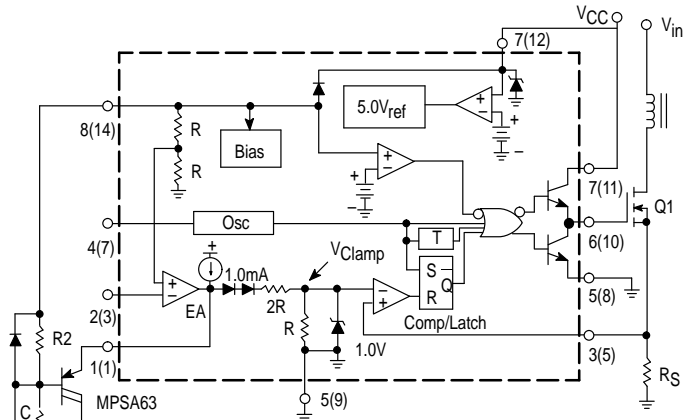 VCC
Vin
7(12)
5.0Vref
+
−
+
−
8(14)
R
R
Bias
+
−
+
−
7(11)
Osc
Q1
4(7)
T
6(10)
VClamp
+
−
1.0mA
S
Q
R
−
+
5(8)
2(3)
EA
2R
R
Comp/Latch
1.0V
R2
1(1)
3(5)
5(9)
RS
C
MPSA63